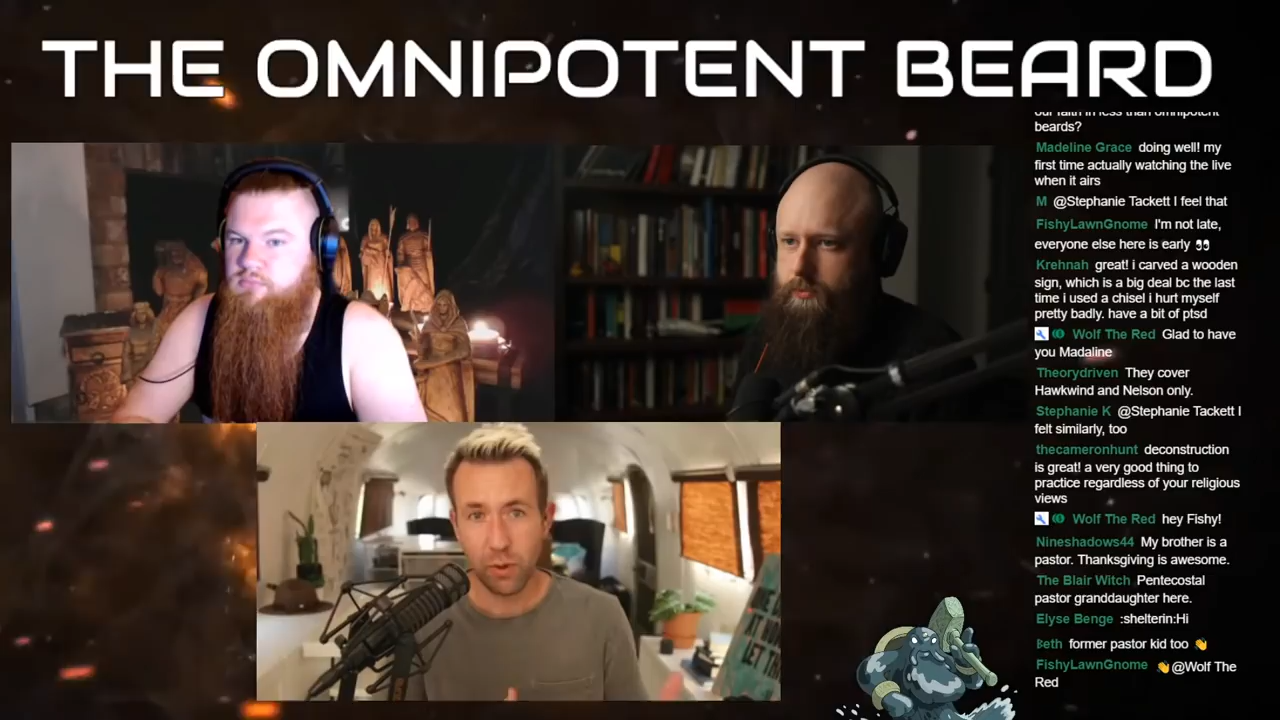 THE OMNIPOTENT BEARD
our faith in less than omnipotent
beards?
Madeline Grace doing well! my
first time actually watching the live
when it airs
M @Stephanie Tackett I feel that
FishyLawnGnome I'm not late,
everyone else here is early 👀
Krehnah great! i carved a wooden
sign, which is a big deal bc the last
time i used a chisel i hurt myself
pretty badly. have a bit of ptsd
Wolf The Red Glad to have
you Madaline
Theorydriven They cover
Hawkwind and Nelson only.
Stephanie K @Stephanie Tackett I
felt similarly, too
thecameronhunt deconstruction
is great! a very good thing to
practice regardless of your religious
views
Wolf The Red hey Fishy!
Nineshadows44 My brother is a
pastor. Thanksgiving is awesome.
The Blair Witch Pentecostal
pastor granddaughter here.
Elyse Benge :shelterin:Hi
Beth former pastor kid too 👏
FishyLawnGnome 👏@Wolf The
Red